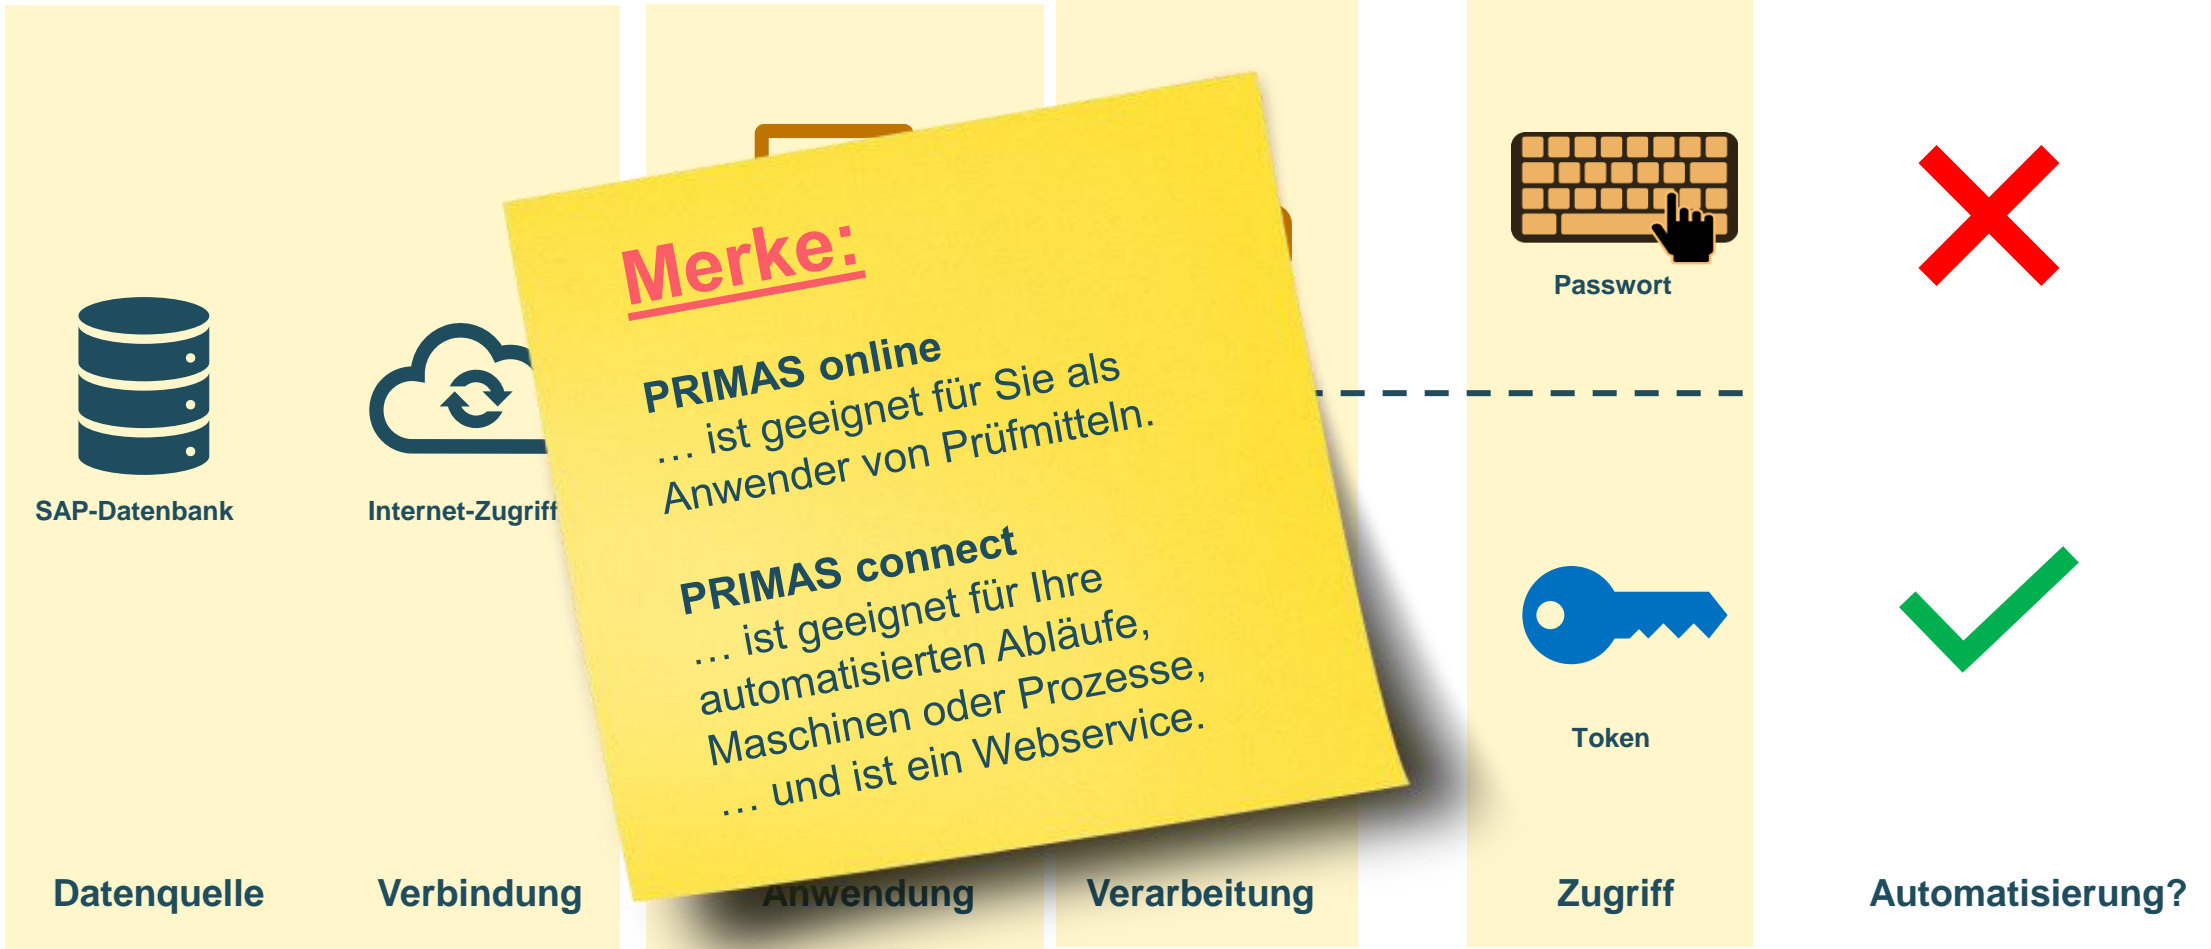 Merke:
PRIMAS online
… ist geeignet für Sie als
Anwender von Prüfmitteln.
PRIMAS connect
… ist geeignet für Ihre
automatisierten Abläufe,
Maschinen oder Prozesse,
… und ist ein Webservice.
SAP-Datenbank
Internet-Zugriff
Passwort
Token
Datenquelle
Verbindung
Anwendung
Verarbeitung
Zugriff
Automatisierung?